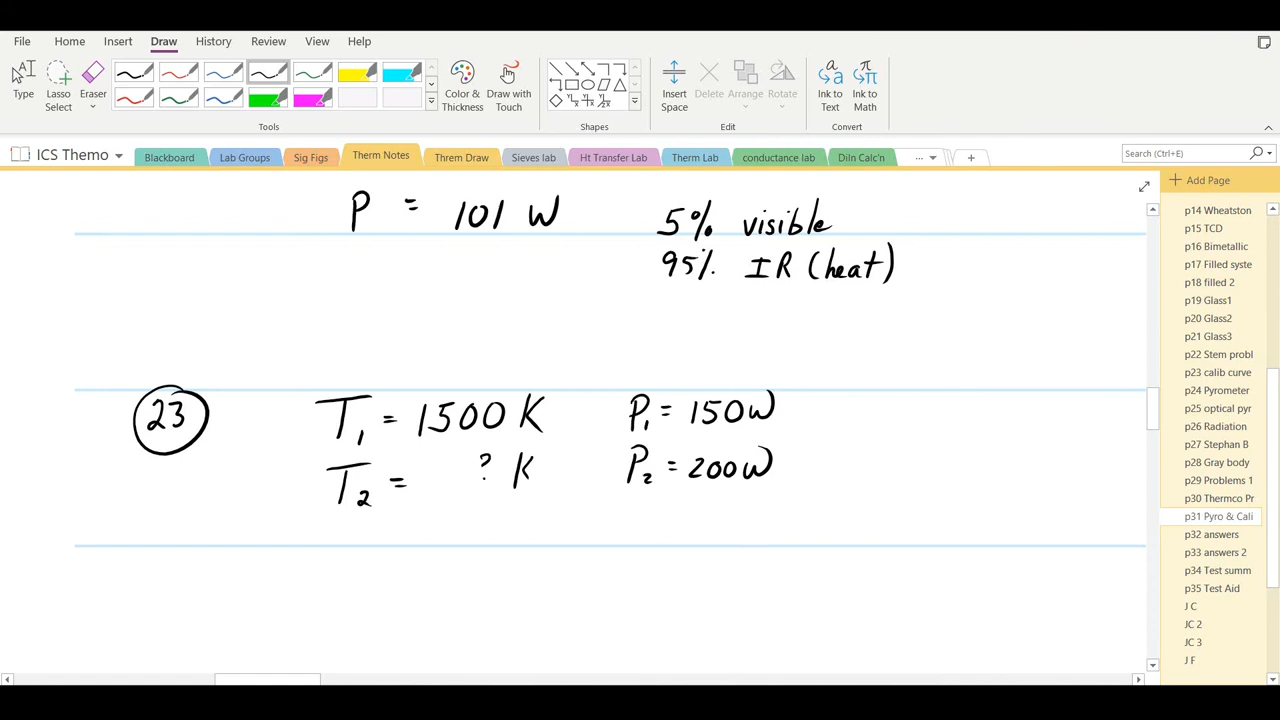 File Home Insert Draw History Review View Help
Type Lasso Select Eraser Color & Thickness Draw with Touch Insert Space Delete Arrange Rotate Ink to Text Ink to Math
Tools Shapes Edit Convert
ICS Themo Blackboard Lab Groups Sig Figs Therm Notes Threm Draw Sieves lab Ht Transfer Lab Therm Lab conductance lab Diln Calc'n ... + Search (Ctrl+E)
P = 101 W
5% visible
95% IR (heat)
23
T₁ = 1500 K P₁ = 150W
T₂ = ? K P₂ = 200W
+ Add Page
p14 Wheatston
p15 TCD
p16 Bimetallic
p17 Filled syste
p18 filled 2
p19 Glass1
p20 Glass2
p21 Glass3
p22 Stem probl
p23 calib curve
p24 Pyrometer
p25 optical pyr
p26 Radiation
p27 Stephan B
p28 Gray body
p29 Problems 1
p30 Thermco Pr
p31 Pyro & Cali
p32 answers
p33 answers 2
p34 Test summ
p35 Test Aid
J C
JC 2
JC 3
J F